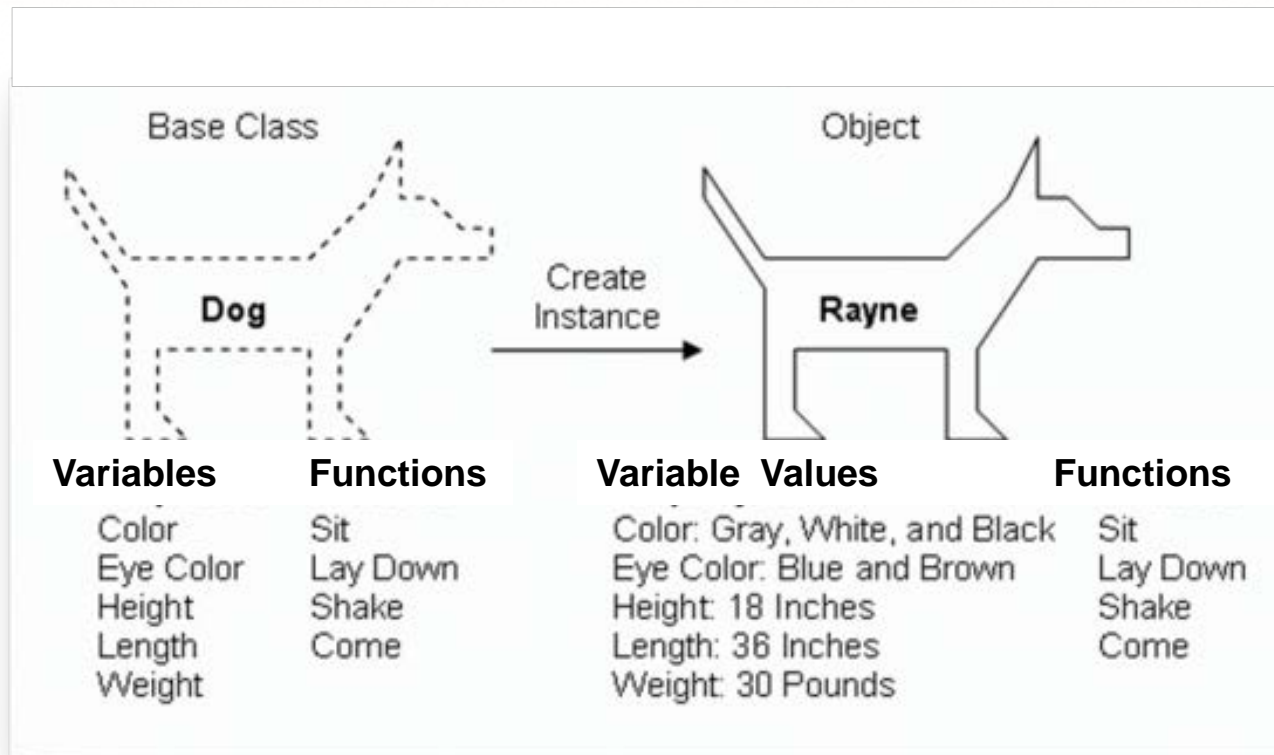 Base Class
Object
Dog
Create
Instance
Rayne
Variables Functions
Variable Values Functions
Color Sit
Eye Color Lay Down
Height Shake
Length Come
Weight
Color: Gray, White, and Black Sit
Eye Color: Blue and Brown Lay Down
Height: 18 Inches Shake
Length: 36 Inches Come
Weight: 30 Pounds